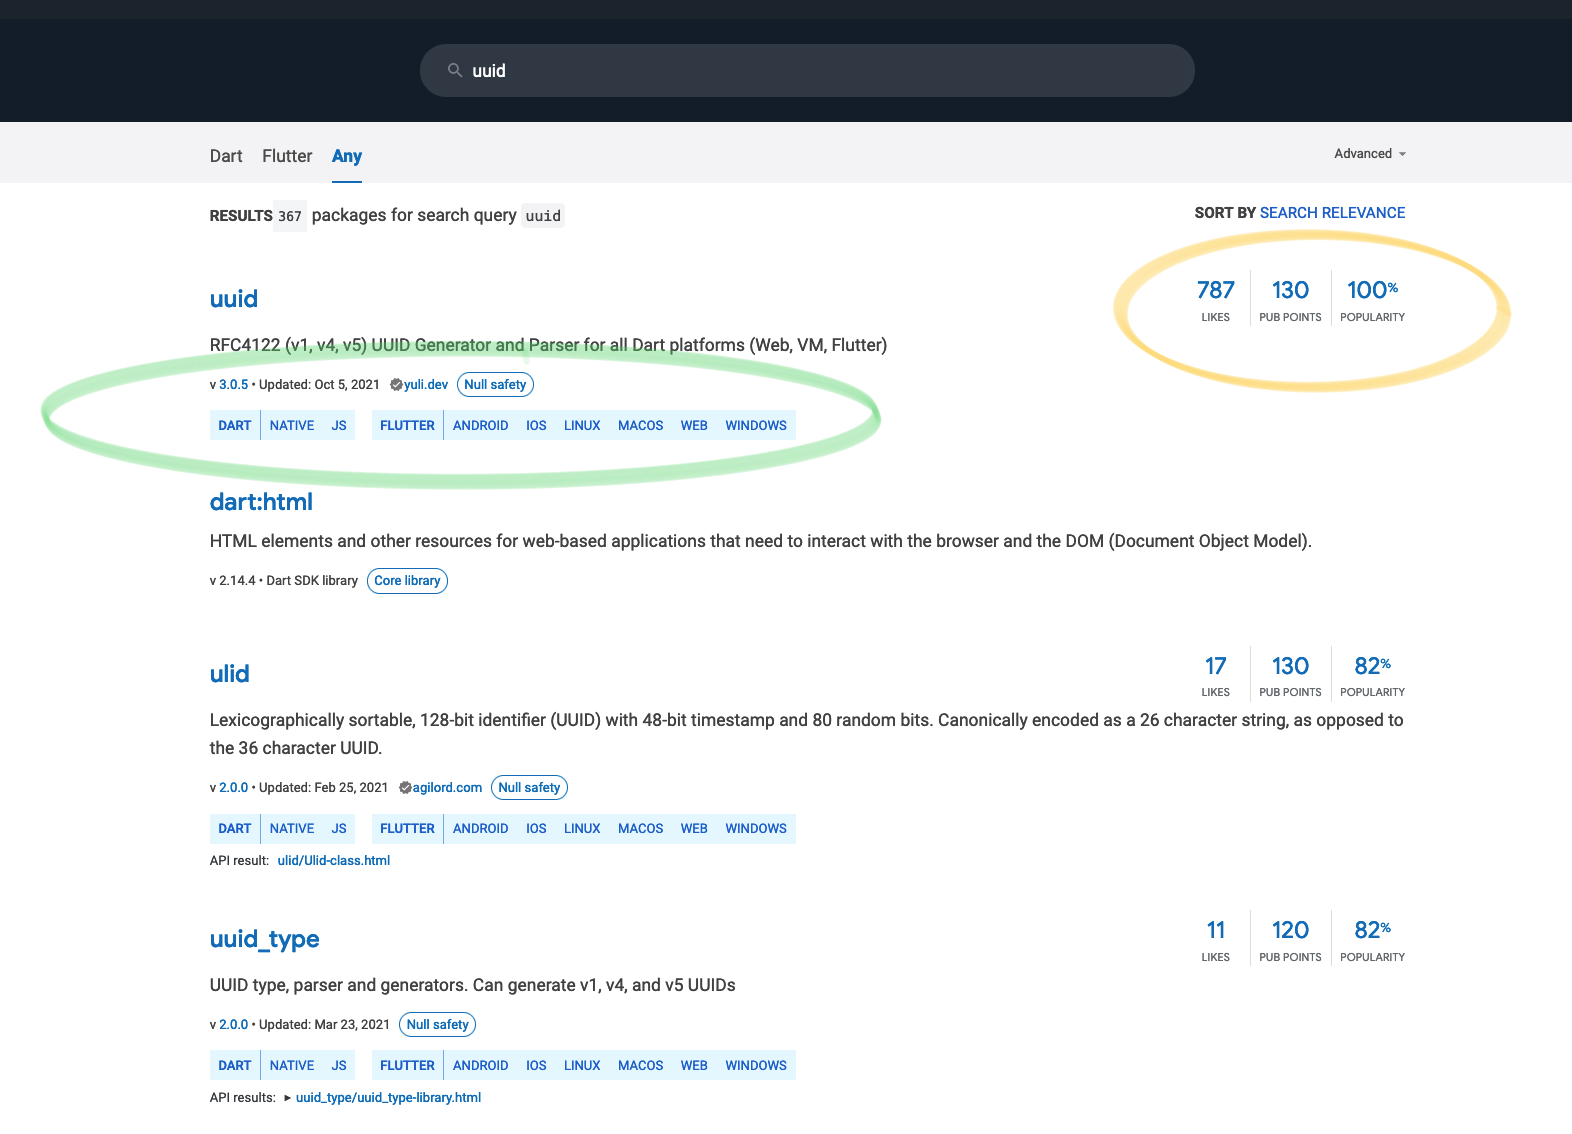 uuid
Dart Flutter Any
Advanced
RESULTS 367 packages for search query uuid
SORT BY SEARCH RELEVANCE
uuid
787 130 100%
LIKES PUB POINTS POPULARITY
RFC4122 (v1, v4, v5) UUID Generator and Parser for all Dart platforms (Web, VM, Flutter)
v 3.0.5 • Updated: Oct 5, 2021 yuli.dev Null safety
DART NATIVE JS FLUTTER ANDROID IOS LINUX MACOS WEB WINDOWS
dart:html
HTML elements and other resources for web-based applications that need to interact with the browser and the DOM (Document Object Model).
v 2.14.4 • Dart SDK library Core library
ulid
17 130 82%
LIKES PUB POINTS POPULARITY
Lexicographically sortable, 128-bit identifier (UUID) with 48-bit timestamp and 80 random bits. Canonically encoded as a 26 character string, as opposed to
the 36 character UUID.
v 2.0.0 • Updated: Feb 25, 2021 agilord.com Null safety
DART NATIVE JS FLUTTER ANDROID IOS LINUX MACOS WEB WINDOWS
API result: ulid/Ulid-class.html
uuid_type
11 120 82%
LIKES PUB POINTS POPULARITY
UUID type, parser and generators. Can generate v1, v4, and v5 UUIDs
v 2.0.0 • Updated: Mar 23, 2021 Null safety
DART NATIVE JS FLUTTER ANDROID IOS LINUX MACOS WEB WINDOWS
API results: ▸ uuid_type/uuid_type-library.html